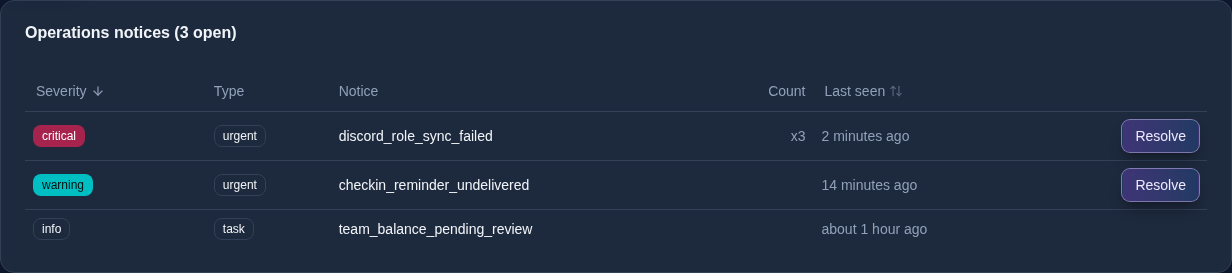 Operations notices (3 open)
Severity ↓ Type Notice Count Last seen ↑↓
critical urgent discord_role_sync_failed x3 2 minutes ago Resolve
warning urgent checkin_reminder_undelivered 14 minutes ago Resolve
info task team_balance_pending_review about 1 hour ago